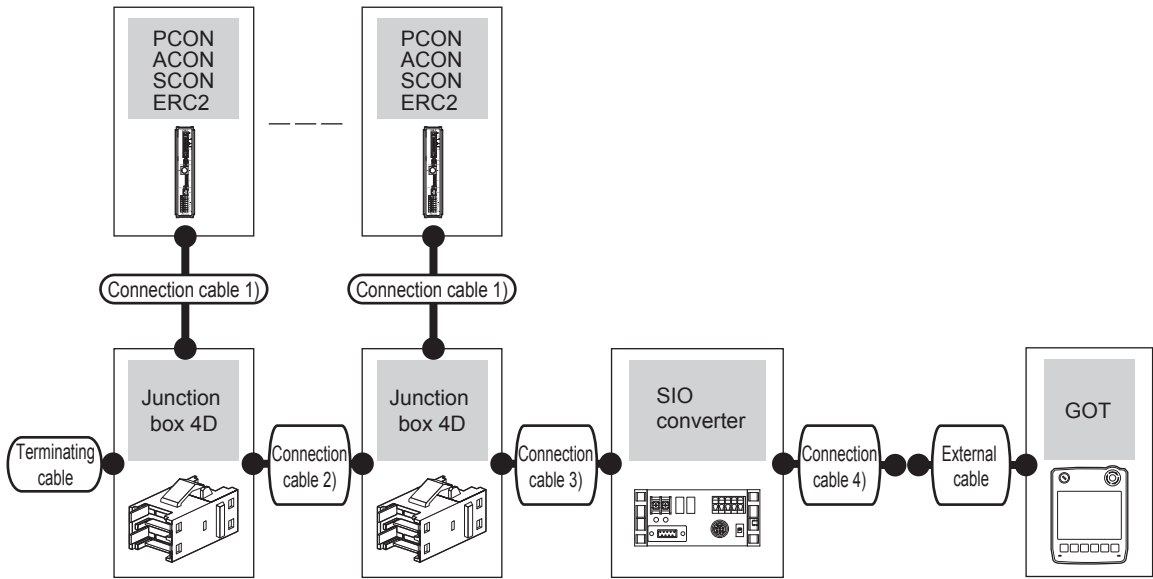 PCON
ACON
SCON
ERC2
PCON
ACON
SCON
ERC2
Connection cable 1)
Connection cable 1)
Terminating
cable
Junction
box 4D
Connection
cable 2)
Junction
box 4D
Connection
cable 3)
SIO
converter
Connection
cable 4)
External
cable
GOT